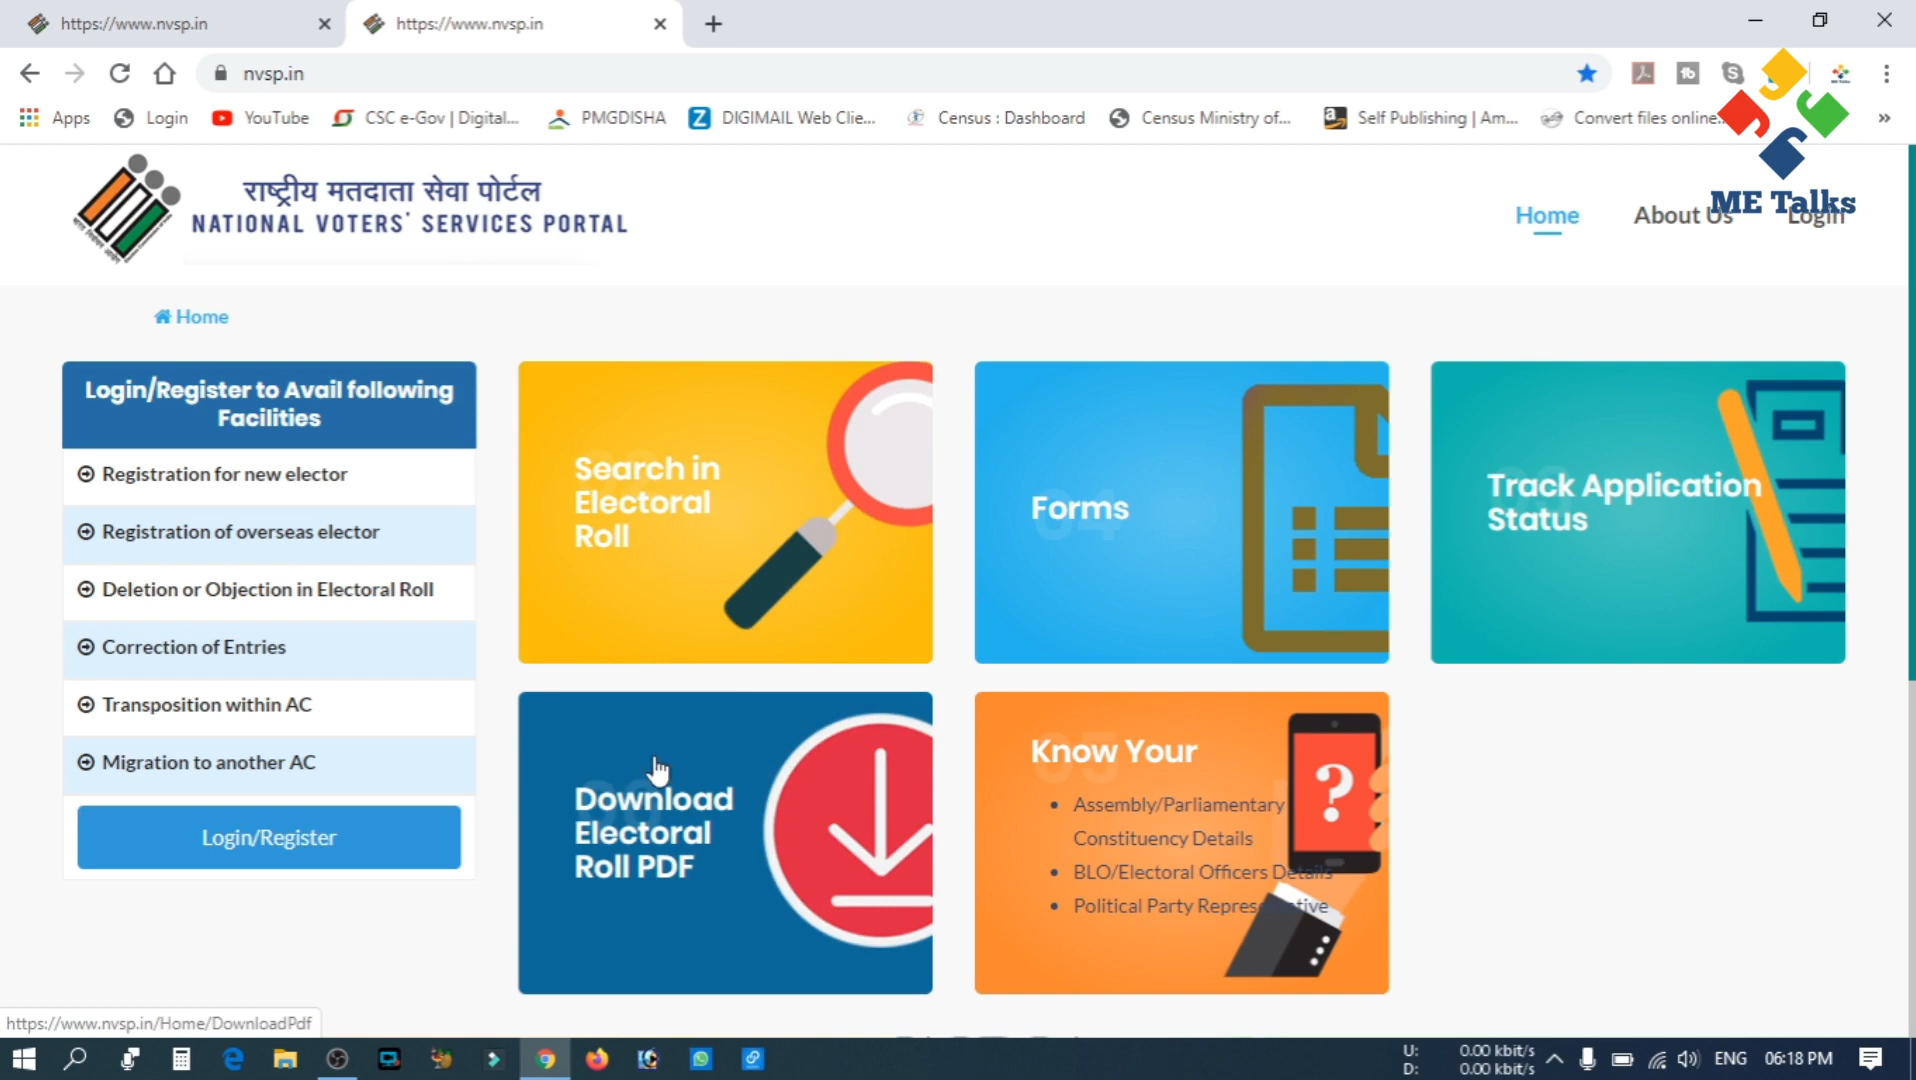 https://www.nvsp.in
https://www.nvsp.in
nvsp.in
Apps
Login
YouTube
CSC e-Gov | Digital...
PMGDISHA
DIGIMAIL Web Clie...
Census : Dashboard
Census Ministry of...
Self Publishing | Am...
Convert files online...
ME Talks
राष्ट्रीय मतदाता सेवा पोर्टल
NATIONAL VOTERS' SERVICES PORTAL
Home
About Us
Login
Home
Login/Register to Avail following
Facilities
Registration for new elector
Registration of overseas elector
Deletion or Objection in Electoral Roll
Correction of Entries
Transposition within AC
Migration to another AC
Login/Register
Search in
Electoral
Roll
04
Forms
Track Application
Status
Download
Electoral
Roll PDF
05
Know Your
Assembly/Parliamentary
Constituency Details
BLO/Electoral Officers Details
Political Party Representative
https://www.nvsp.in/Home/DownloadPdf
U: 0.00 kbit/s
D: 0.00 kbit/s
ENG
06:18 PM